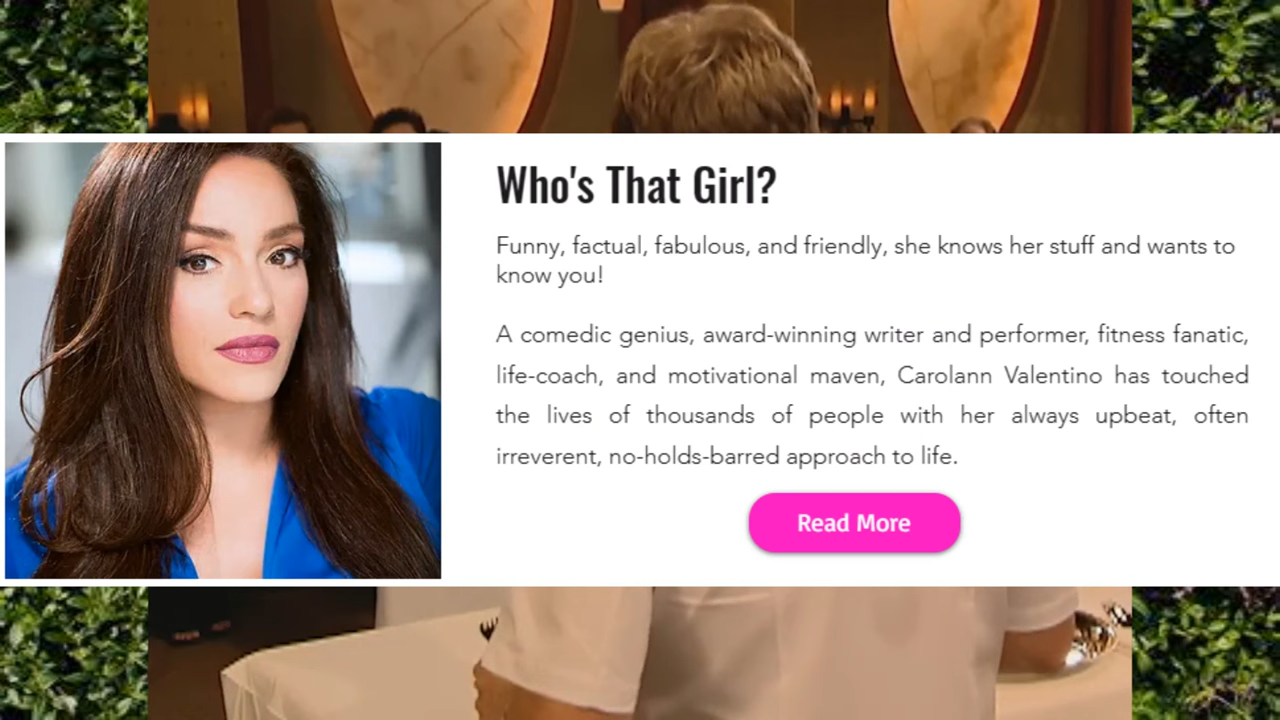 Who's That Girl?
Funny, factual, fabulous, and friendly, she knows her stuff and wants to
know you!
A comedic genius, award-winning writer and performer, fitness fanatic,
life-coach, and motivational maven, Carolann Valentino has touched
the lives of thousands of people with her always upbeat, often
irreverent, no-holds-barred approach to life.
Read More